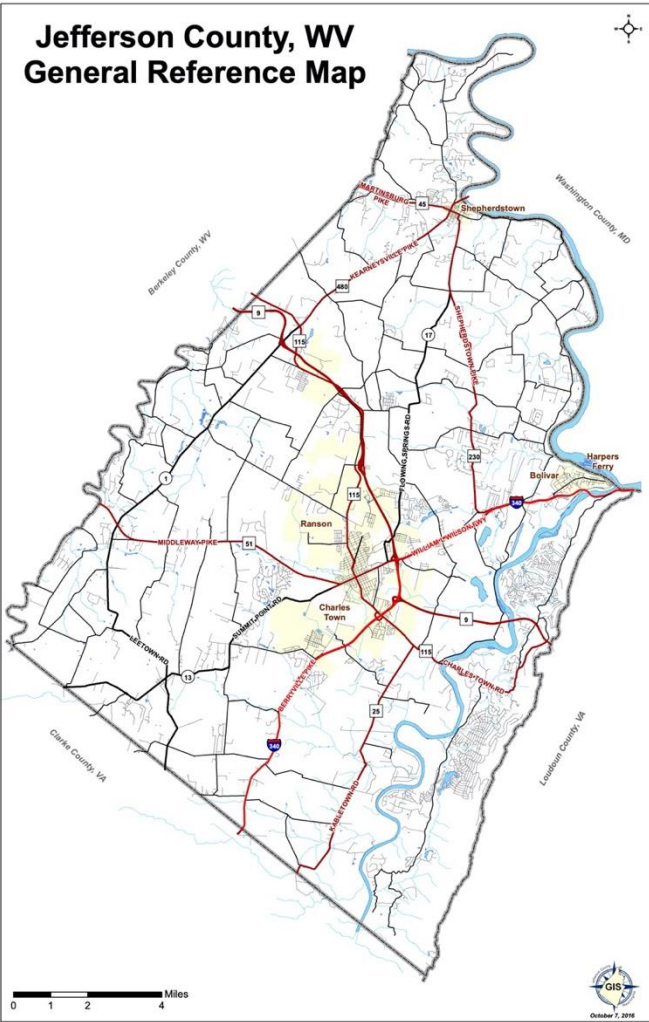 Jefferson County, WV
General Reference Map
N
W
E
S
MARTINSBURG
PIKE
45
Shepherdstown
Washington County, MD
Berkeley County, WV
KEARNEYSVILLE PIKE
480
9
115
17
SHEPHERDSTOWN PIKE
FLOWING SPRINGS RD
230
Harpers
Ferry
Bolivar
340
1
115
Ranson
WILLIAM L WILSON FWY
MIDDLEWAY PIKE
51
SUMMIT POINT RD
Charles
Town
9
LEETOWN RD
115
CHARLES TOWN RD
13
BERRYVILLE PIKE
25
340
KABLETOWN RD
Clarke County, VA
Loudoun County, VA
Miles
0 1 2 4
GIS
October 7, 2016